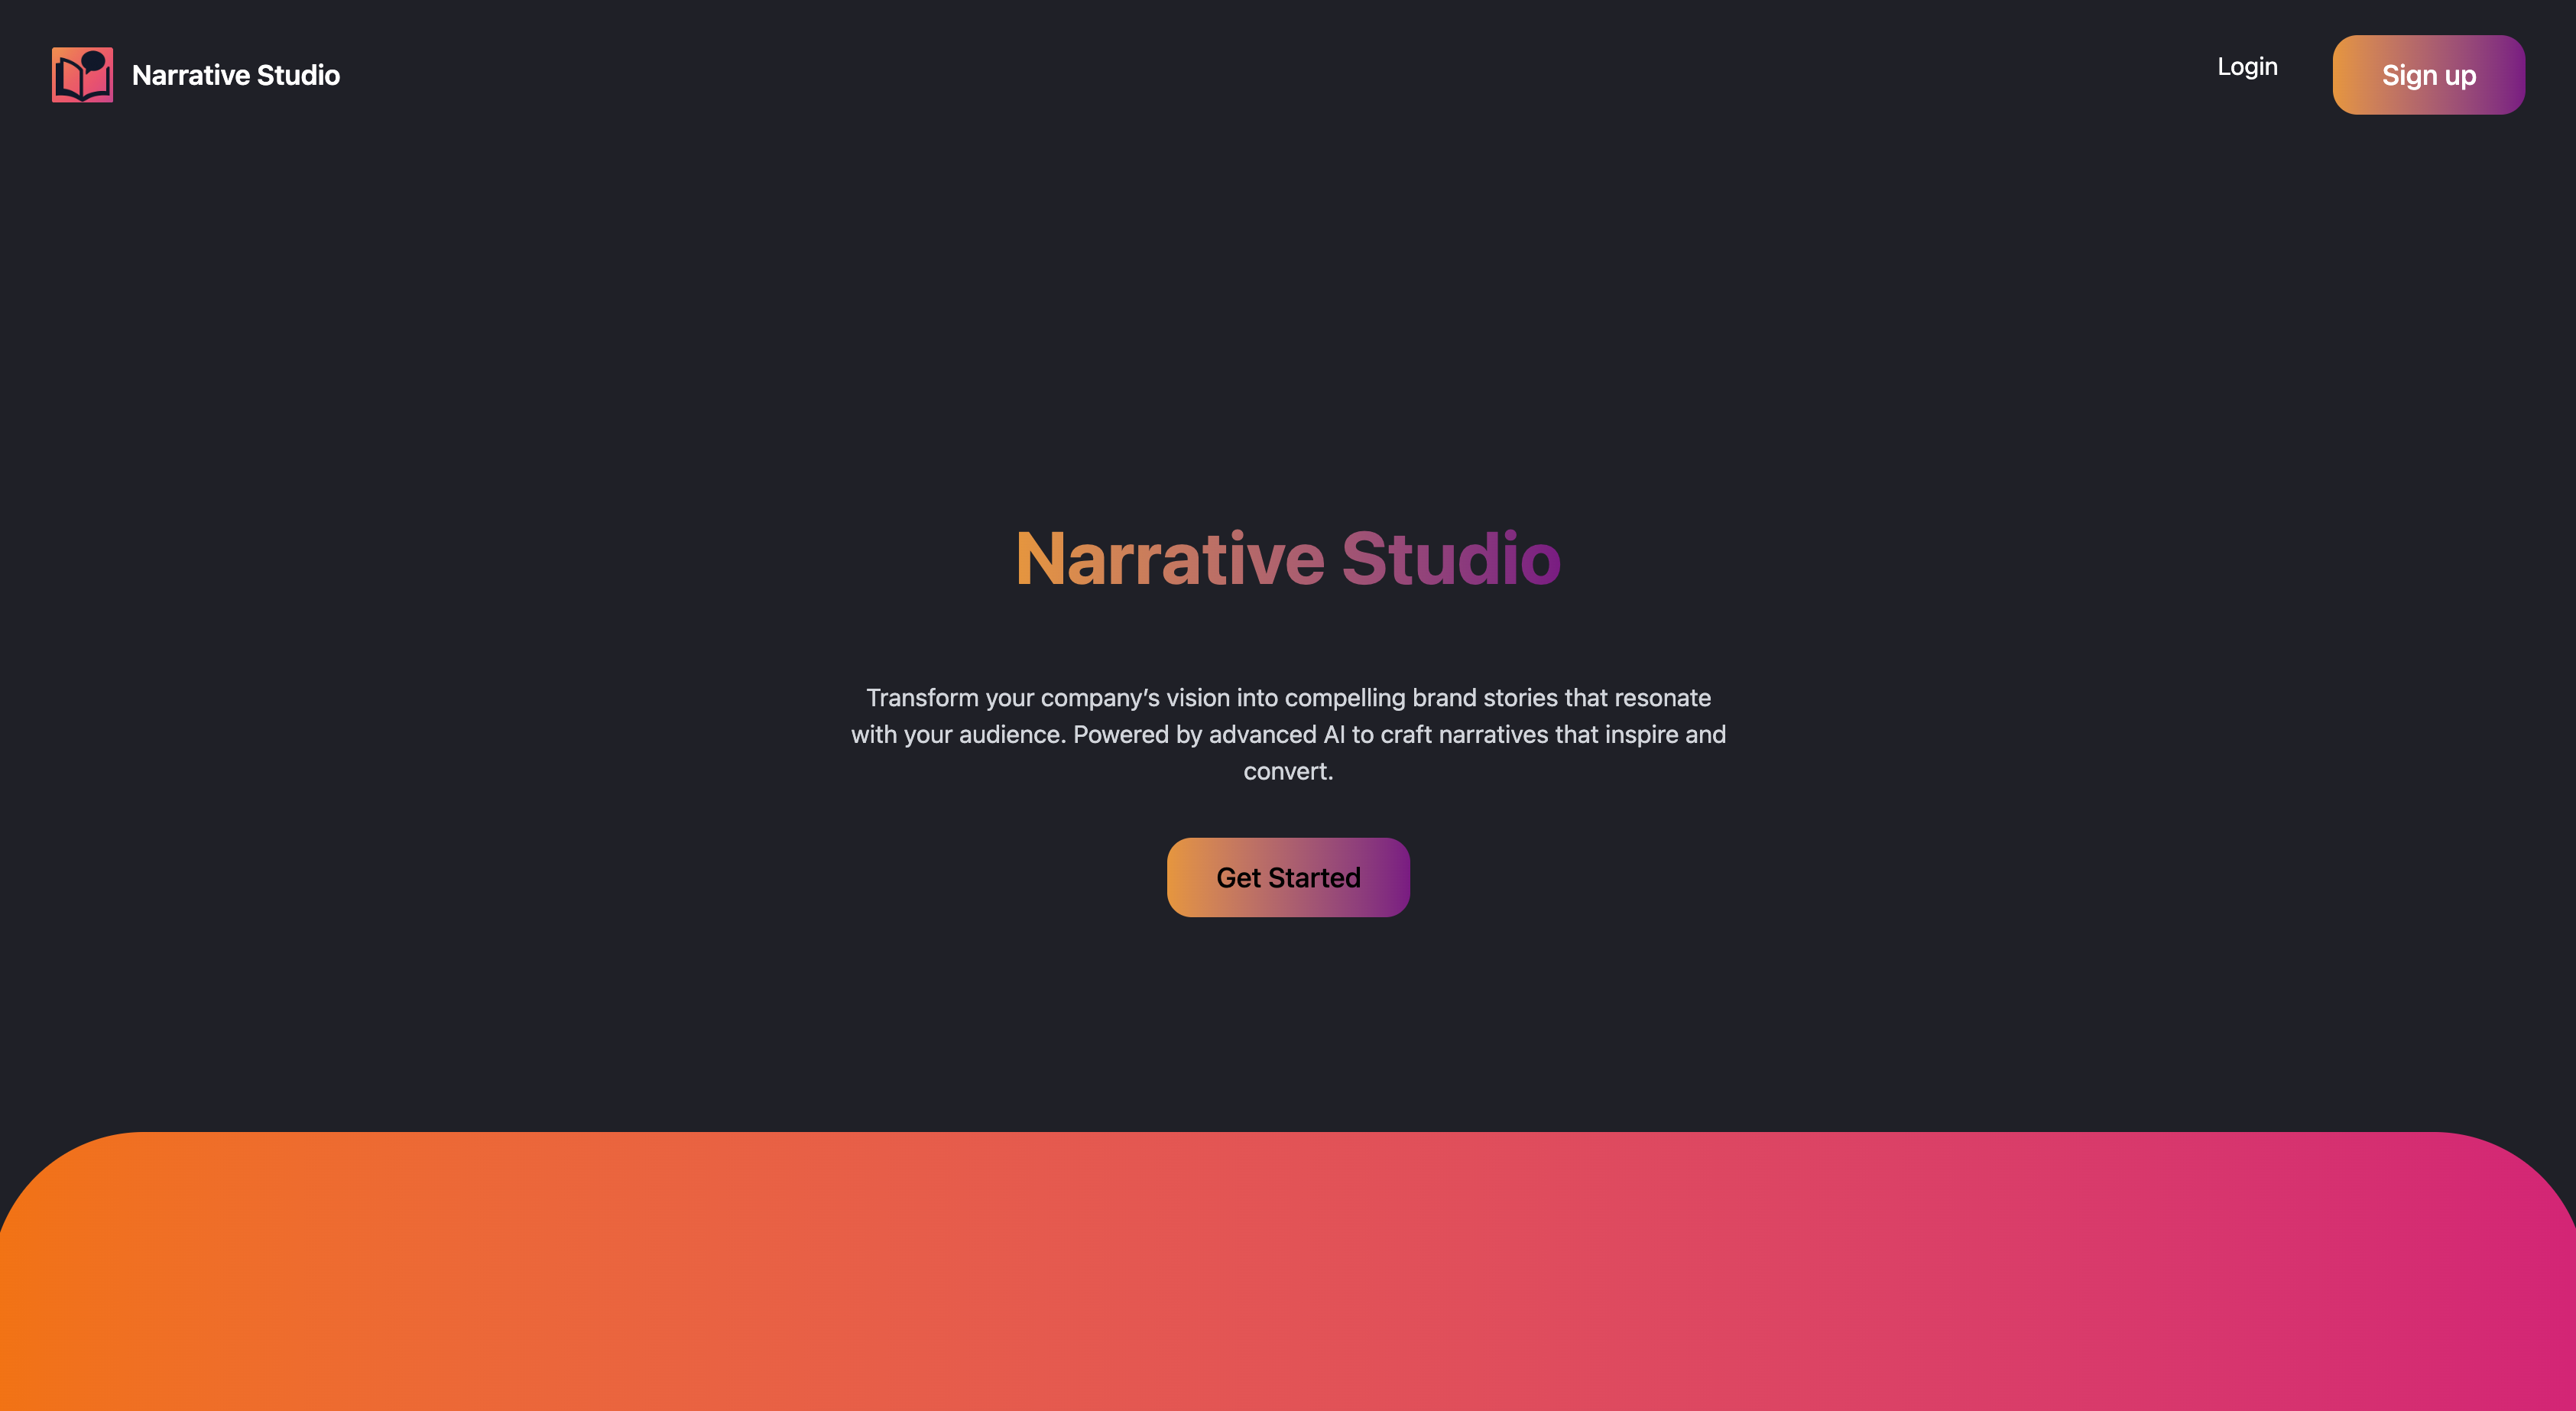 Narrative Studio
Login
Sign up
Narrative Studio
Transform your company’s vision into compelling brand stories that resonate
with your audience. Powered by advanced AI to craft narratives that inspire and
convert.
Get Started